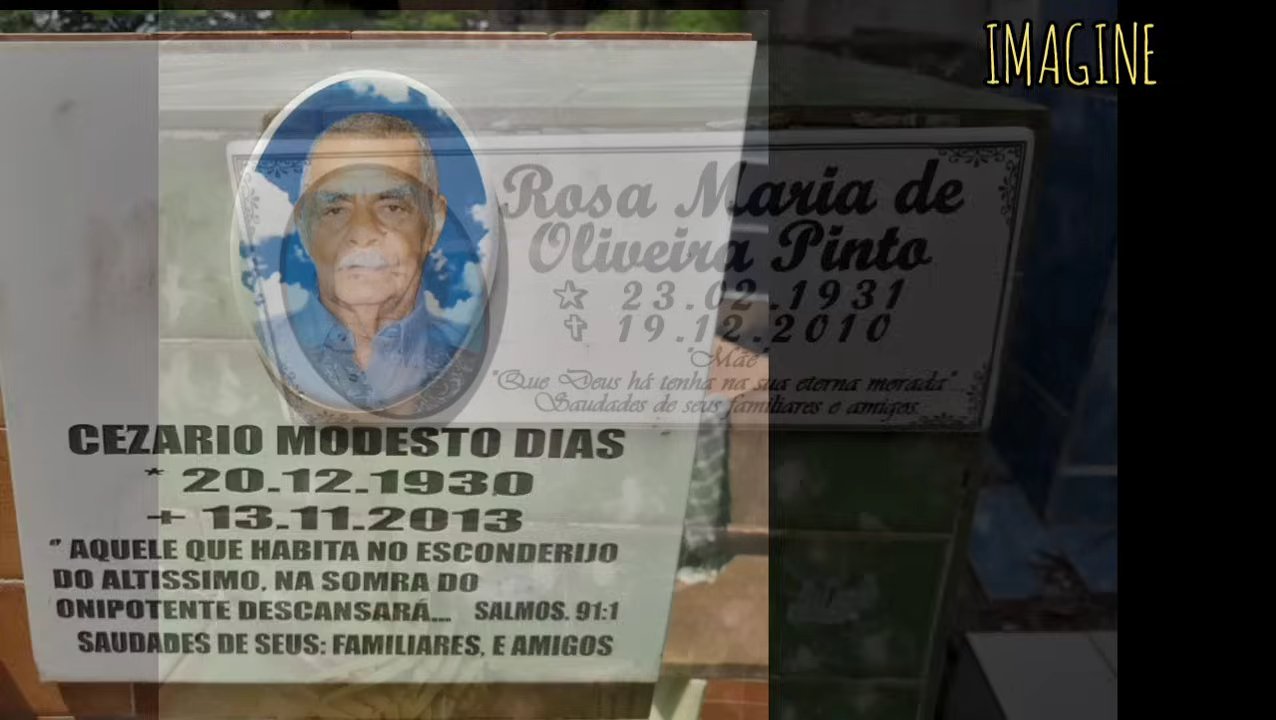 IMAGINE
Rosa Maria de
Oliveira Pinto
23.02.1931
19.12.2010
"Mãe"
"Que Deus há tenha na sua eterna morada"
Saudades de seus familiares e amigos
CEZARIO MODESTO DIAS
* 20.12.1930
+ 13.11.2013
" AQUELE QUE HABITA NO ESCONDERIJO
DO ALTISSIMO, NA SOMRA DO
ONIPOTENTE DESCANSARÁ... SALMOS. 91:1
SAUDADES DE SEUS: FAMILIARES, E AMIGOS